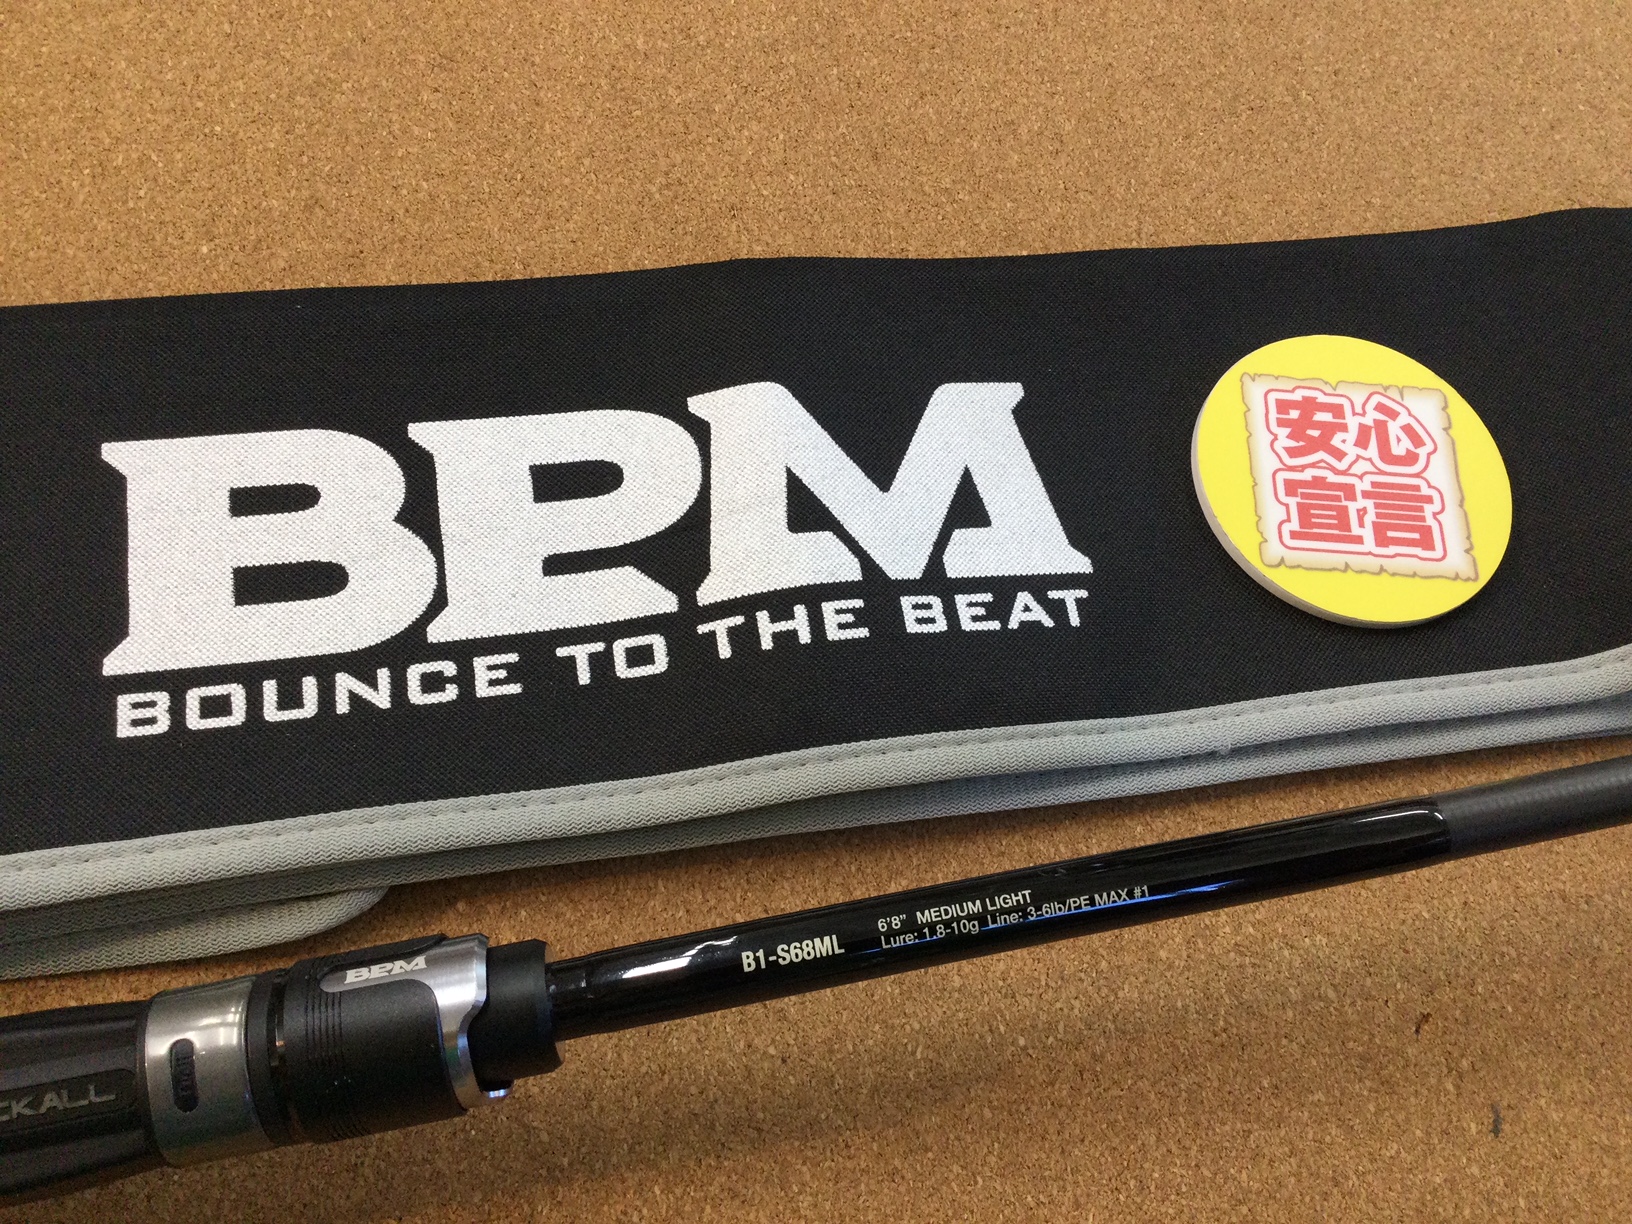 BPM
BOUNCE TO THE BEAT
安心
宣言
BPM
B1-S68ML
6'8" MEDIUM LIGHT
Lure: 1.8-10g Line: 3-6lb/PE MAX #1
CKALL